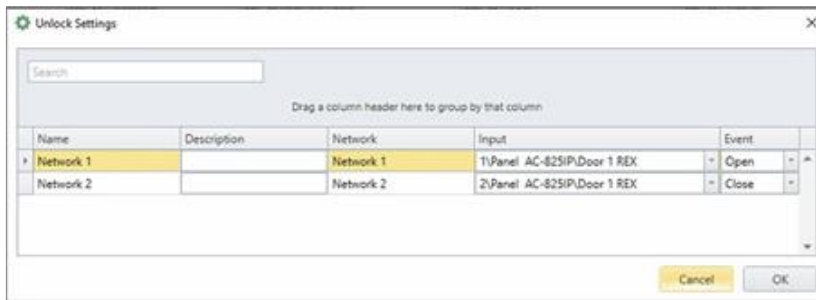 Unlock Settings
Search
Drag a column header here to group by that column
Name Description Network Input Event
Network 1 Network 1 1\Panel AC-825IP\Door 1 REX Open
Network 2 Network 2 2\Panel AC-825IP\Door 1 REX Close
Cancel OK